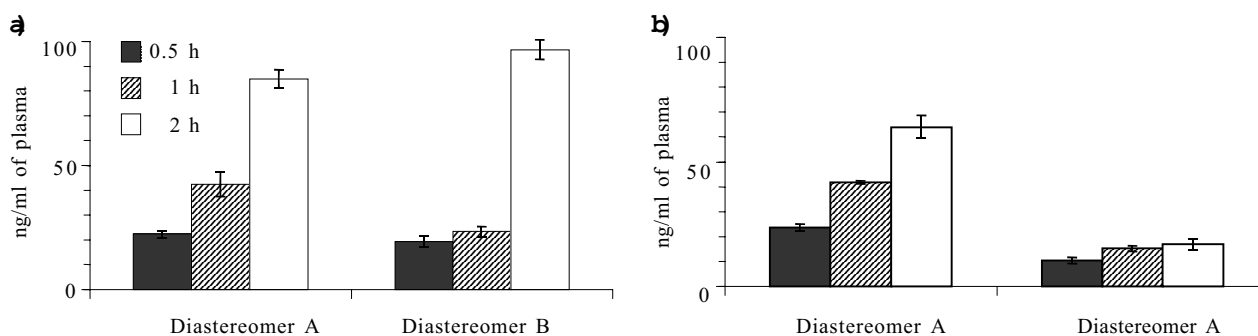 a)
100
50
0
ng/ml of plasma
0.5 h
1 h
2 h
Diastereomer A
Diastereomer B
b)
100
50
0
ng/ml of plasma
Diastereomer A
Diastereomer A